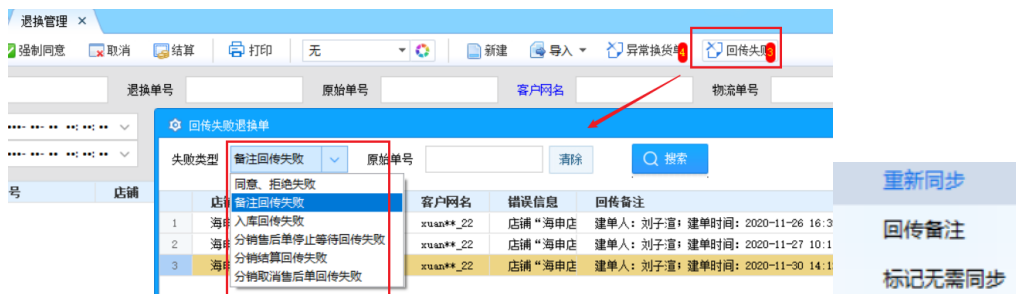 退换管理 ×
强制同意 取消 结算 打印 无 新建 导入 异常换货单 4 回传失败 3
退换单号 原始单号 客户网名 物流单号
回传失败退换单
失败类型 备注回传失败 原始单号 清除 搜索
同意、拒绝失败
备注回传失败
入库回传失败
分销售后单停止等待回传失败
分销结算回传失败
分销取消售后单回传失败
号 店铺
店 客户网名 错误信息 回传备注
1 海申 xuan**_22 店铺“海申店 建单人：刘子渲；建单时间：2020-11-26 16:3
2 海申 xuan**_22 店铺“海申店 建单人：刘子渲；建单时间：2020-11-27 10:1
3 海申 xuan**_22 店铺“海申店 建单人：刘子渲；建单时间：2020-11-30 14:1
重新同步
回传备注
标记无需同步